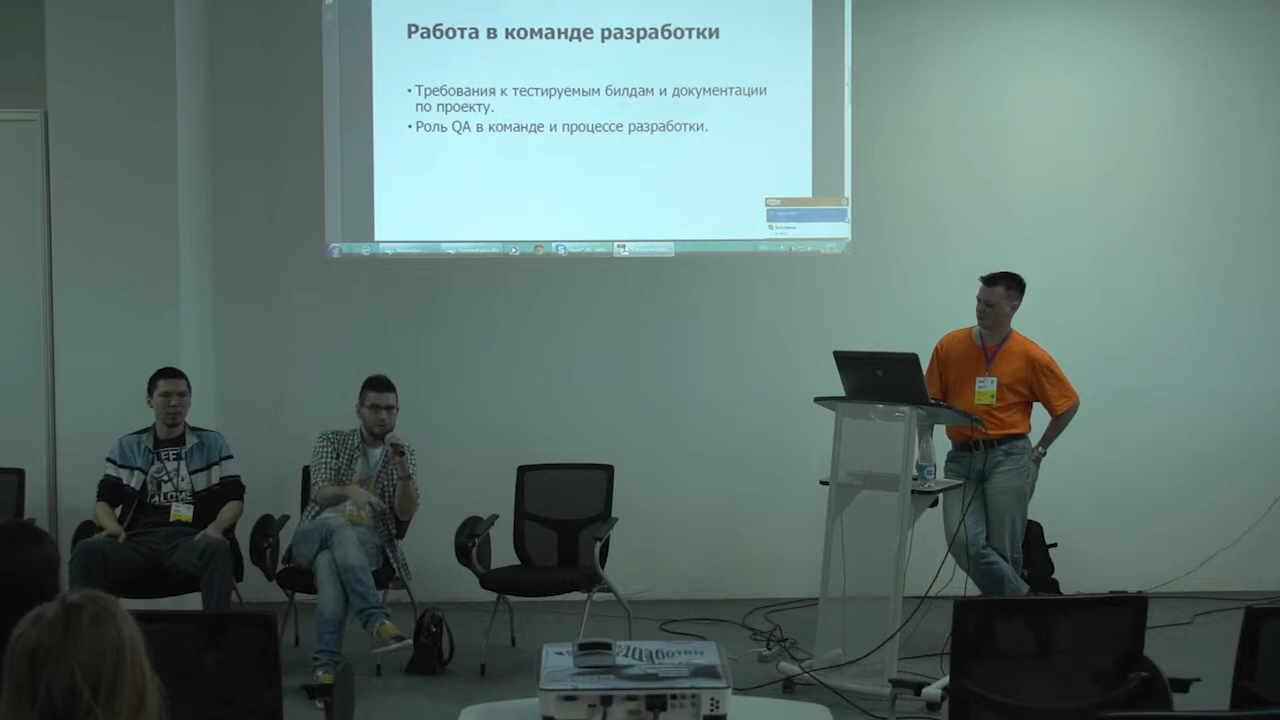 Работа в команде разработки
• Требования к тестируемым билдам и документации
по проекту.
• Роль QA в команде и процессе разработки.